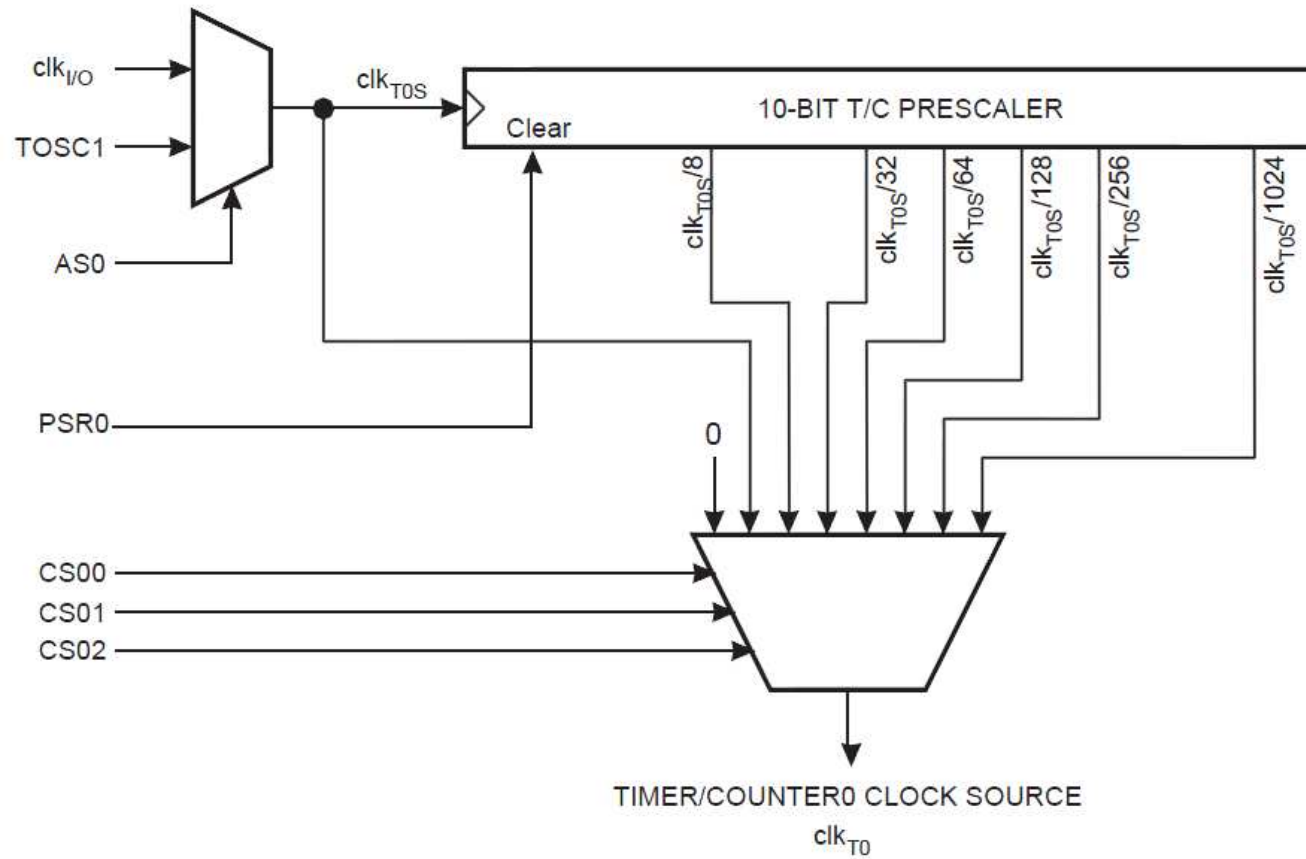 clkI/O
TOSC1
AS0
PSR0
CS00
CS01
CS02
clkT0S
Clear
10-BIT T/C PRESCALER
clkT0S/8
clkT0S/32
clkT0S/64
clkT0S/128
clkT0S/256
clkT0S/1024
0
TIMER/COUNTER0 CLOCK SOURCE
clkT0